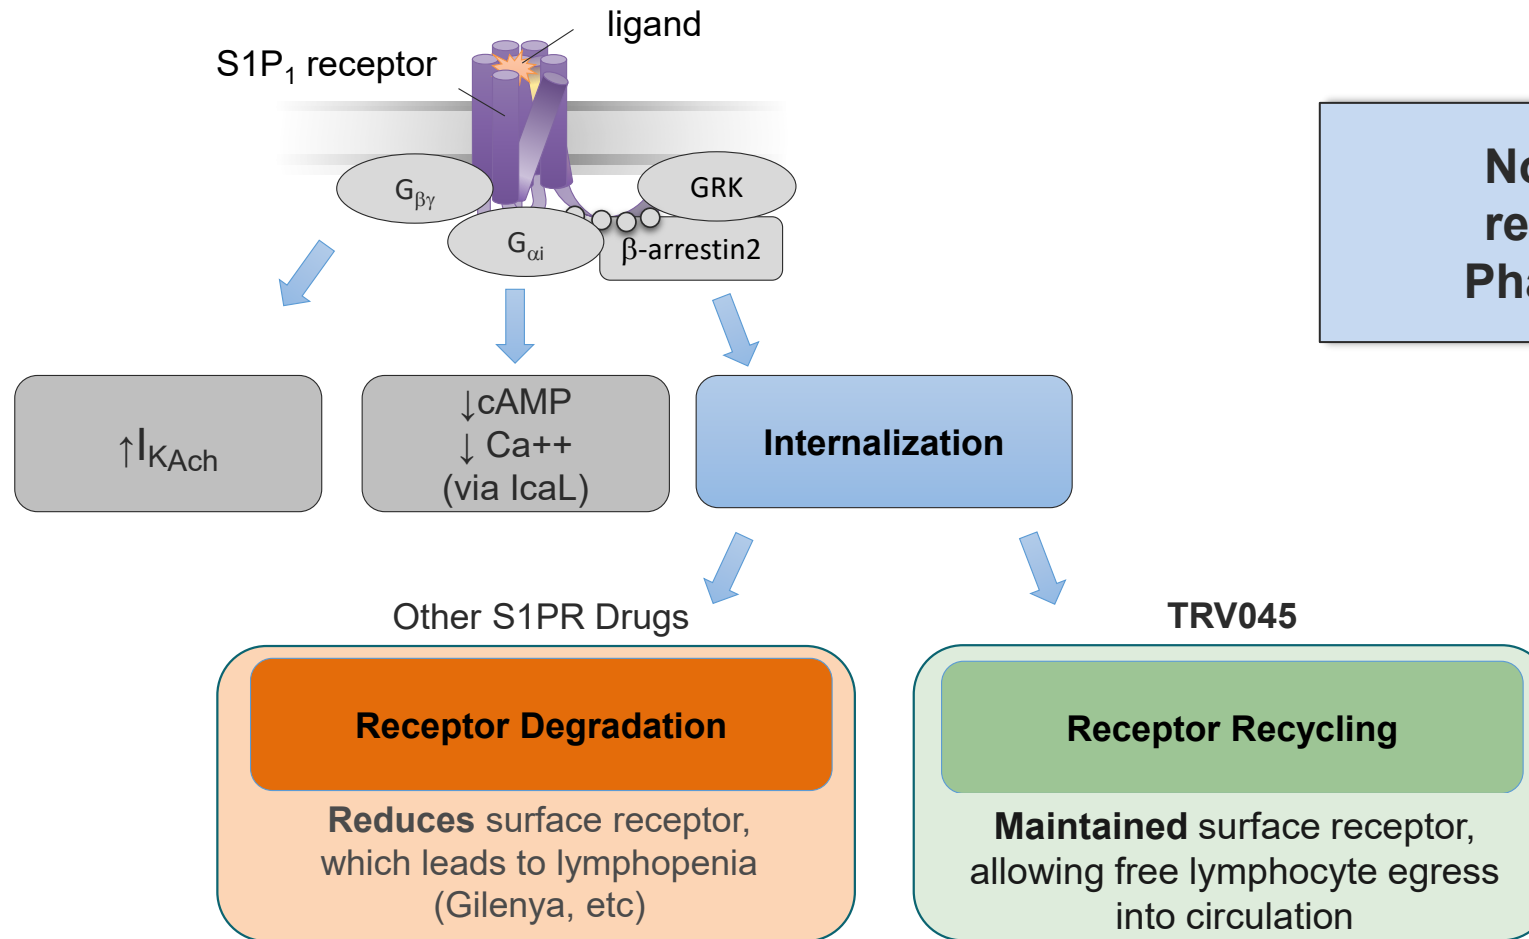 ligand
S1P₁ receptor
Gβγ
GRK
Gαi
β-arrestin2
↑IKAch
↓cAMP
↓ Ca++
(via IcaL)
Internalization
Other S1PR Drugs
TRV045
Receptor Degradation
Receptor Recycling
Reduces surface receptor,
which leads to lymphopenia
(Gilenya, etc)
Maintained surface receptor,
allowing free lymphocyte egress
into circulation